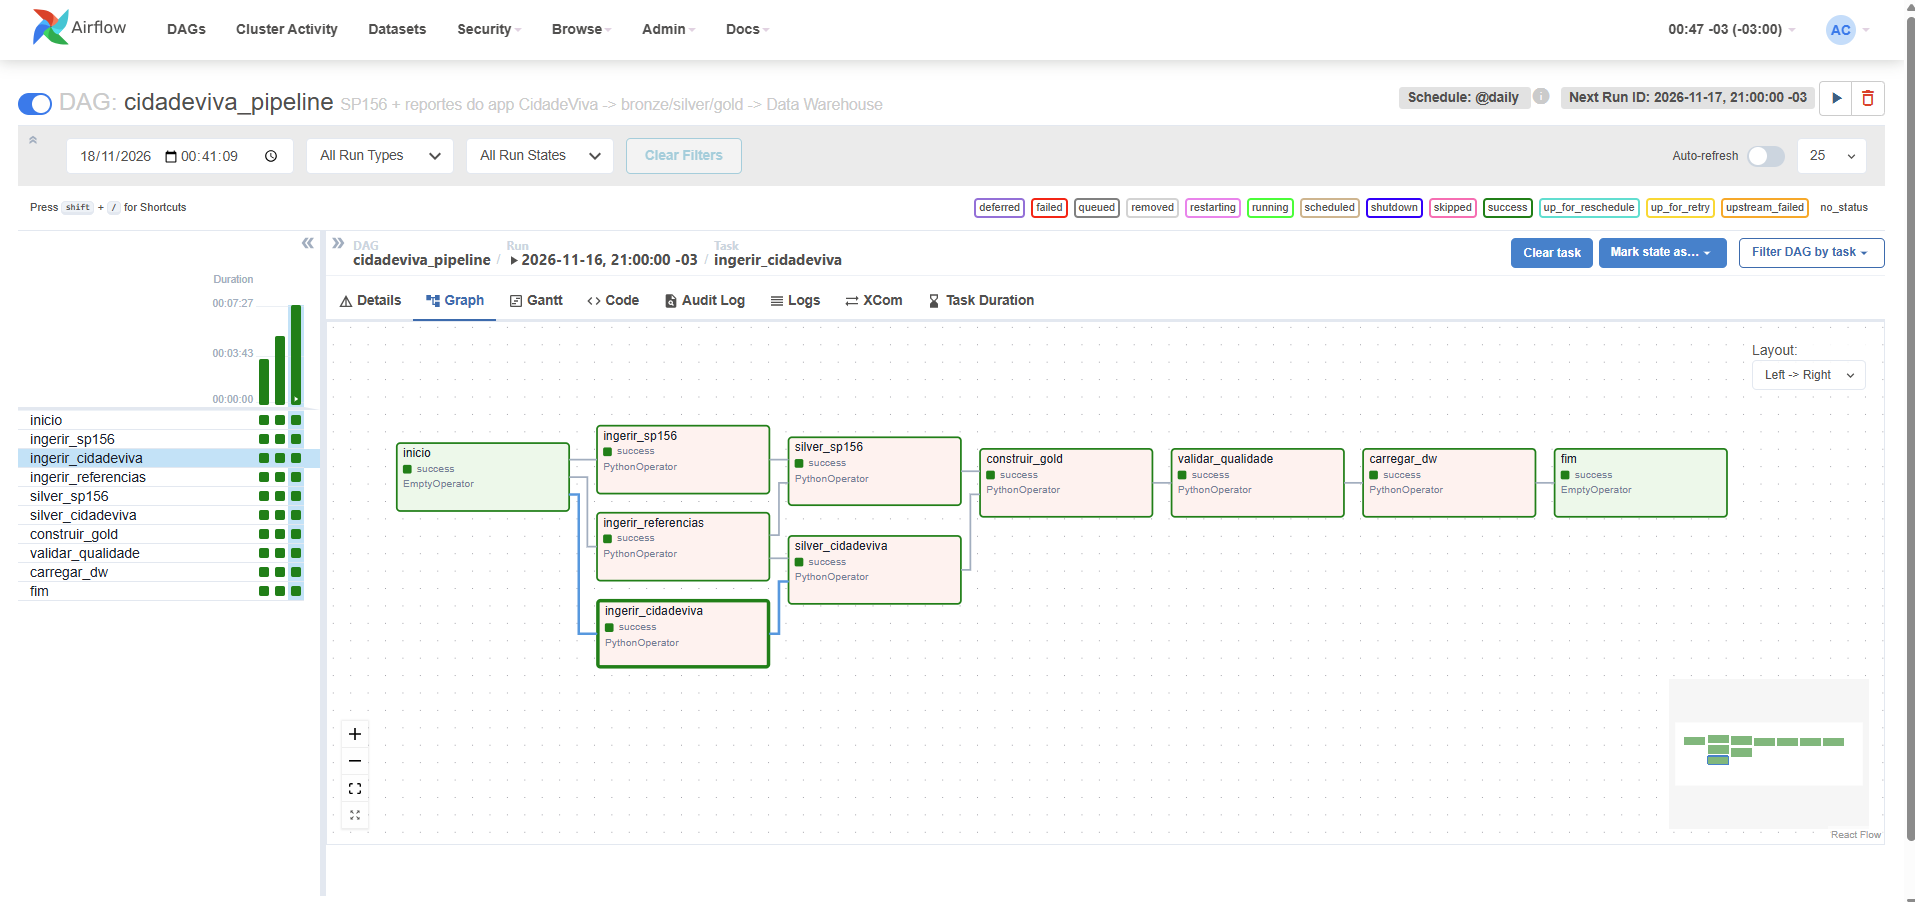 Airflow DAGs Cluster Activity Datasets Security Browse Admin Docs 00:47 -03 (-03:00) AC
DAG: cidadeviva_pipeline SP156 + reportes do app CidadeViva -> bronze/silver/gold -> Data Warehouse Schedule: @daily i Next Run ID: 2026-11-17, 21:00:00 -03
18/11/2026 00:41:09 All Run Types All Run States Clear Filters Auto-refresh 25
Press shift + / for Shortcuts deferred failed queued removed restarting running scheduled shutdown skipped success up_for_reschedule up_for_retry upstream_failed no_status
DAG Run Task
cidadeviva_pipeline / 2026-11-16, 21:00:00 -03 / ingerir_cidadeviva Clear task Mark state as... Filter DAG by task
Details Graph Gantt Code Audit Log Logs XCom Task Duration
Duration
00:07:27
00:03:43
00:00:00
inicio
ingerir_sp156
ingerir_cidadeviva
ingerir_referencias
silver_sp156
silver_cidadeviva
construir_gold
validar_qualidade
carregar_dw
fim
Layout:
Left -> Right
inicio
success
EmptyOperator
ingerir_sp156
success
PythonOperator
ingerir_referencias
success
PythonOperator
ingerir_cidadeviva
success
PythonOperator
silver_sp156
success
PythonOperator
silver_cidadeviva
success
PythonOperator
construir_gold
success
PythonOperator
validar_qualidade
success
PythonOperator
carregar_dw
success
PythonOperator
fim
success
EmptyOperator
React Flow